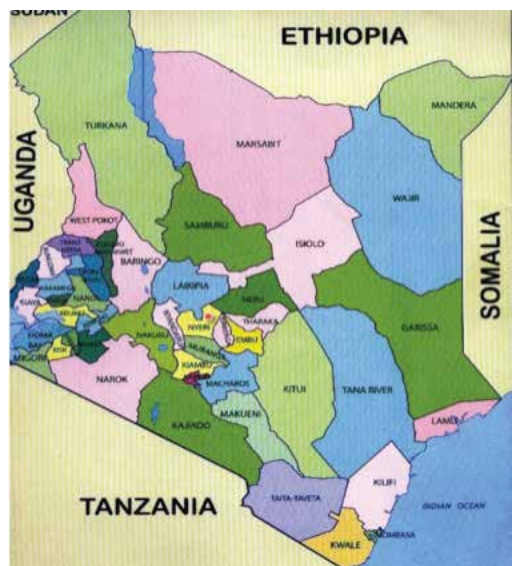 SUDAN
ETHIOPIA
MANDERA
TURKANA
MARSABIT
UGANDA
WAJIR
WEST POKOT
SAMBURU
ISIOLO
SOMALIA
BARINGO
LAIKIPIA
NANDI
MERU
SIAYA
THARAKA
GARISSA
NYERI
EMBU
HOMA
BAY
NAKURU
MURANGA
MIGORI
KIAMBU
KITUI
TANA RIVER
NAROK
MACHAKOS
MAKUENI
LAMU
KAJIADO
KILIFI
TANZANIA
TAITA-TAVETA
INDIAN OCEAN
MOMBASA
KWALE